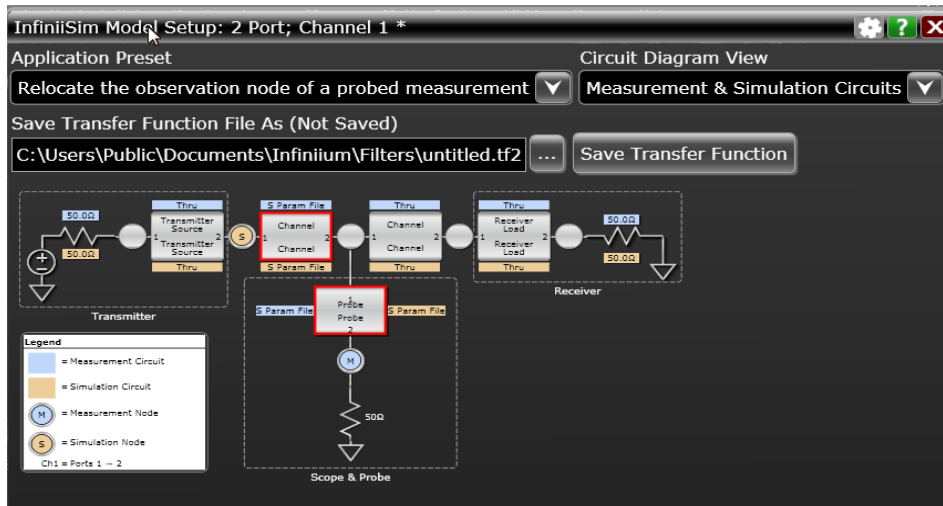 InfiniiSim Model Setup: 2 Port; Channel 1 *
?
X
Application Preset
Circuit Diagram View
Relocate the observation node of a probed measurement
Measurement & Simulation Circuits
Save Transfer Function File As (Not Saved)
C:\Users\Public\Documents\Infiniium\Filters\untitled.tf2
...
Save Transfer Function
50.0Ω
50.0Ω
Thru
Transmitter
Source
1
2
Transmitter
Source
Thru
Transmitter
S
S Param File
Channel
1
2
Channel
S Param File
Thru
Channel
1
2
Channel
Thru
Thru
Receiver
Load
1
2
Receiver
Load
Thru
50.0Ω
50.0Ω
Receiver
S Param File
1
Probe
Probe
2
S Param File
M
50Ω
Scope & Probe
Legend
= Measurement Circuit
= Simulation Circuit
M = Measurement Node
S = Simulation Node
Ch1 = Ports 1 → 2